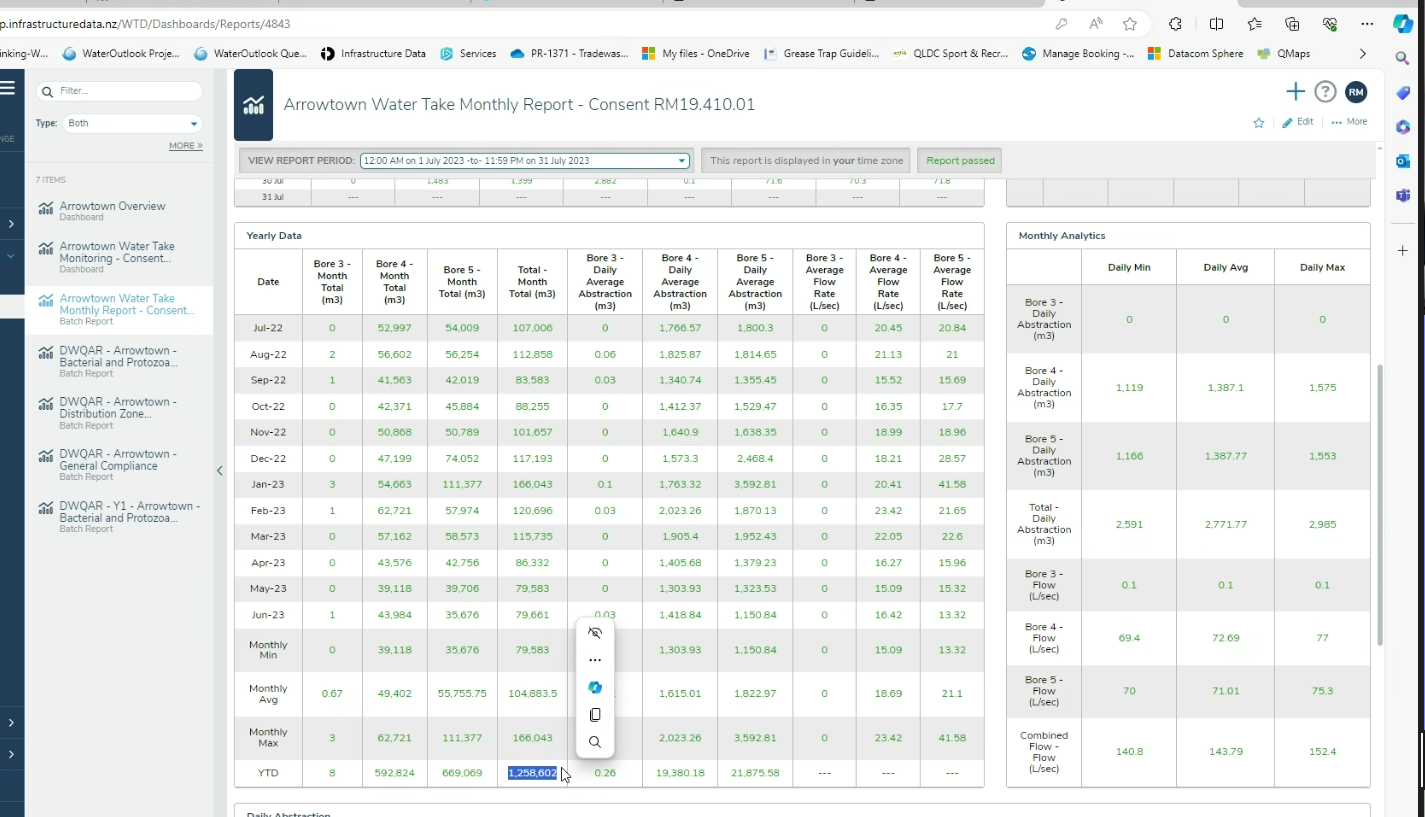 p.infrastructuredata.nz/WTD/Dashboards/Reports/4843
inking-W... WaterOutlook Proje... WaterOutlook Que... Infrastructure Data Services PR-1371 - Tradewas... My files - OneDrive Grease Trap Guideli... QLDC Sport & Recr... Manage Booking -... Datacom Sphere QMaps
NGE
Filter...
Type: Both
MORE »
7 ITEMS
Arrowtown Overview
Dashboard
Arrowtown Water Take
Monitoring - Consent...
Dashboard
Arrowtown Water Take
Monthly Report - Consent...
Batch Report
DWQAR - Arrowtown -
Bacterial and Protozoa...
Batch Report
DWQAR - Arrowtown -
Distribution Zone...
Batch Report
DWQAR - Arrowtown -
General Compliance
Batch Report
DWQAR - Y1 - Arrowtown -
Bacterial and Protozoa...
Batch Report
Arrowtown Water Take Monthly Report - Consent RM19.410.01
RM
Edit ... More
VIEW REPORT PERIOD: 12:00 AM on 1 July 2023 -to- 11:59 PM on 31 July 2023
This report is displayed in your time zone
Report passed
30 Jul 0 1,483 1,399 2,882 0.1 71.6 70.3 71.8
31 Jul --- --- --- --- --- --- --- ---
Yearly Data
Date Bore 3 - Month Total (m3) Bore 4 - Month Total (m3) Bore 5 - Month Total (m3) Total - Month Total (m3) Bore 3 - Daily Average Abstraction (m3) Bore 4 - Daily Average Abstraction (m3) Bore 5 - Daily Average Abstraction (m3) Bore 3 - Average Flow Rate (L/sec) Bore 4 - Average Flow Rate (L/sec) Bore 5 - Average Flow Rate (L/sec)
Jul-22 0 52,997 54,009 107,006 0 1,766.57 1,800.3 0 20.45 20.84
Aug-22 2 56,602 56,254 112,858 0.06 1,825.87 1,814.65 0 21.13 21
Sep-22 1 41,563 42,019 83,583 0.03 1,340.74 1,355.45 0 15.52 15.69
Oct-22 0 42,371 45,884 88,255 0 1,412.37 1,529.47 0 16.35 17.7
Nov-22 0 50,868 50,789 101,657 0 1,640.9 1,638.35 0 18.99 18.96
Dec-22 0 47,199 74,052 117,193 0 1,573.3 2,468.4 0 18.21 28.57
Jan-23 3 54,663 111,377 166,043 0.1 1,763.32 3,592.81 0 20.41 41.58
Feb-23 1 62,721 57,974 120,696 0.03 2,023.26 1,870.13 0 23.42 21.65
Mar-23 0 57,162 58,573 115,735 0 1,905.4 1,952.43 0 22.05 22.6
Apr-23 0 43,576 42,756 86,332 0 1,405.68 1,379.23 0 16.27 15.96
May-23 0 39,118 39,706 79,583 0 1,303.93 1,323.53 0 15.09 15.32
Jun-23 1 43,984 35,676 79,661 0.03 1,418.84 1,150.84 0 16.42 13.32
Monthly Min 0 39,118 35,676 79,583 1,303.93 1,150.84 0 15.09 13.32
Monthly Avg 0.67 49,402 55,755.75 104,883.5 1,615.01 1,822.97 0 18.69 21.1
Monthly Max 3 62,721 111,377 166,043 2,023.26 3,592.81 0 23.42 41.58
YTD 8 592,824 669,069 1,258,602 0.26 19,380.18 21,875.58 --- --- ---
Monthly Analytics
Daily Min Daily Avg Daily Max
Bore 3 - Daily Abstraction (m3) 0 0 0
Bore 4 - Daily Abstraction (m3) 1,119 1,387.1 1,575
Bore 5 - Daily Abstraction (m3) 1,166 1,387.77 1,553
Total - Daily Abstraction (m3) 2,591 2,771.77 2,985
Bore 3 - Flow (L/sec) 0.1 0.1 0.1
Bore 4 - Flow (L/sec) 69.4 72.69 77
Bore 5 - Flow (L/sec) 70 71.01 75.3
Combined Flow - Flow (L/sec) 140.8 143.79 152.4
Daily Abstraction